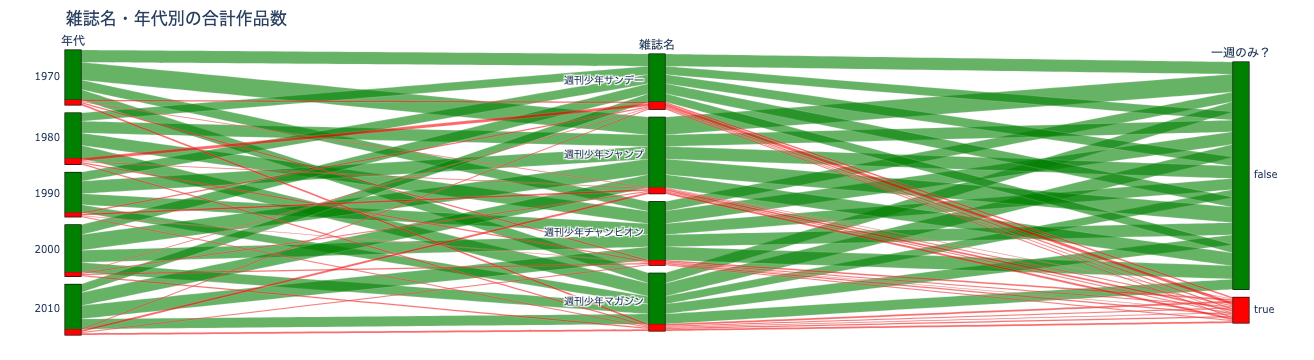 雑誌名・年代別の合計作品数
年代
雑誌名
一週のみ？
1970
1980
1990
2000
2010
週刊少年サンデー
週刊少年ジャンプ
週刊少年チャンピオン
週刊少年マガジン
false
true